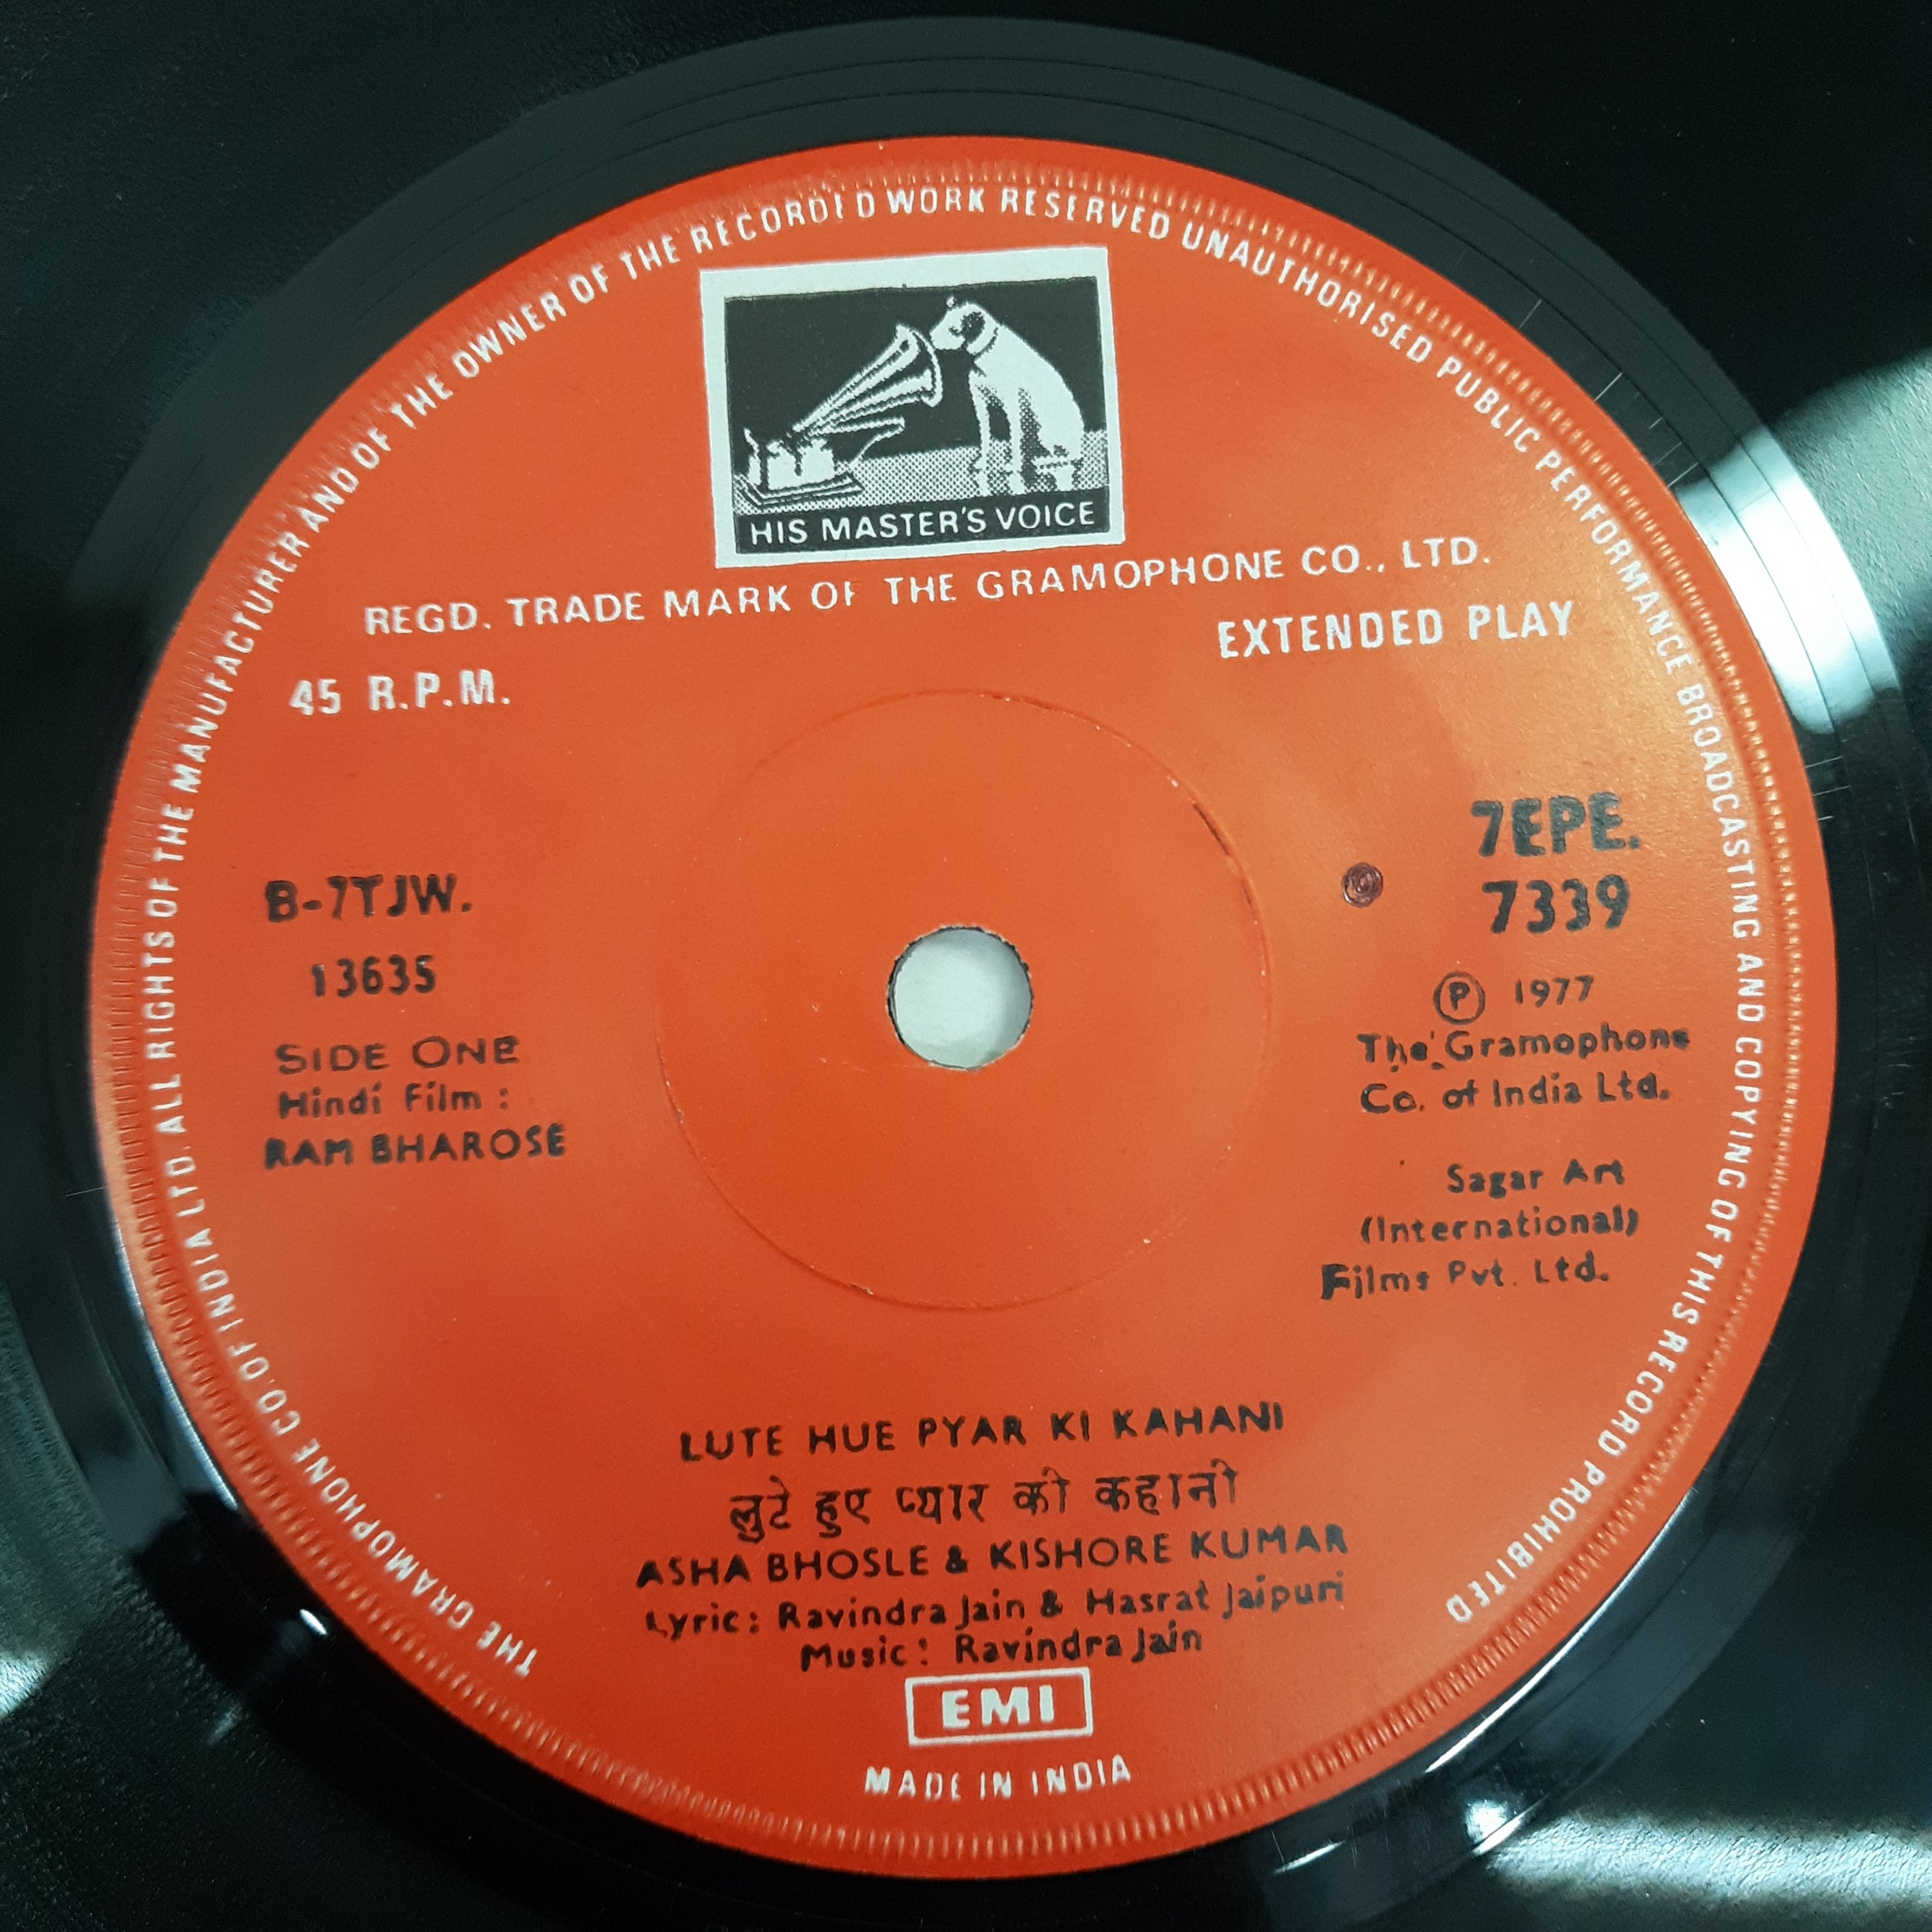 THE GRAMOPHONE CO. OF INDIA LTD. ALL RIGHTS OF THE MANUFACTURER AND OF THE OWNER OF THE RECORDED WORK RESERVED UNAUTHORISED PUBLIC PERFORMANCE BROADCASTING AND COPYING OF THIS RECORD PROHIBITED
HIS MASTER'S VOICE
REGD. TRADE MARK OF THE GRAMOPHONE CO., LTD.
EXTENDED PLAY
45 R.P.M.
7EPE.
7339
B-7TJW.
13635
SIDE ONE
Hindi Film :
RAM BHAROSE
Ⓟ 1977
The Gramophone
Co. of India Ltd.
Sagar Art
(International)
Films Pvt. Ltd.
LUTE HUE PYAR KI KAHANI
लुटे हुए प्यार की कहानी
ASHA BHOSLE & KISHORE KUMAR
Lyric : Ravindra Jain & Hasrat Jaipuri
Music : Ravindra Jain
EMI
MADE IN INDIA